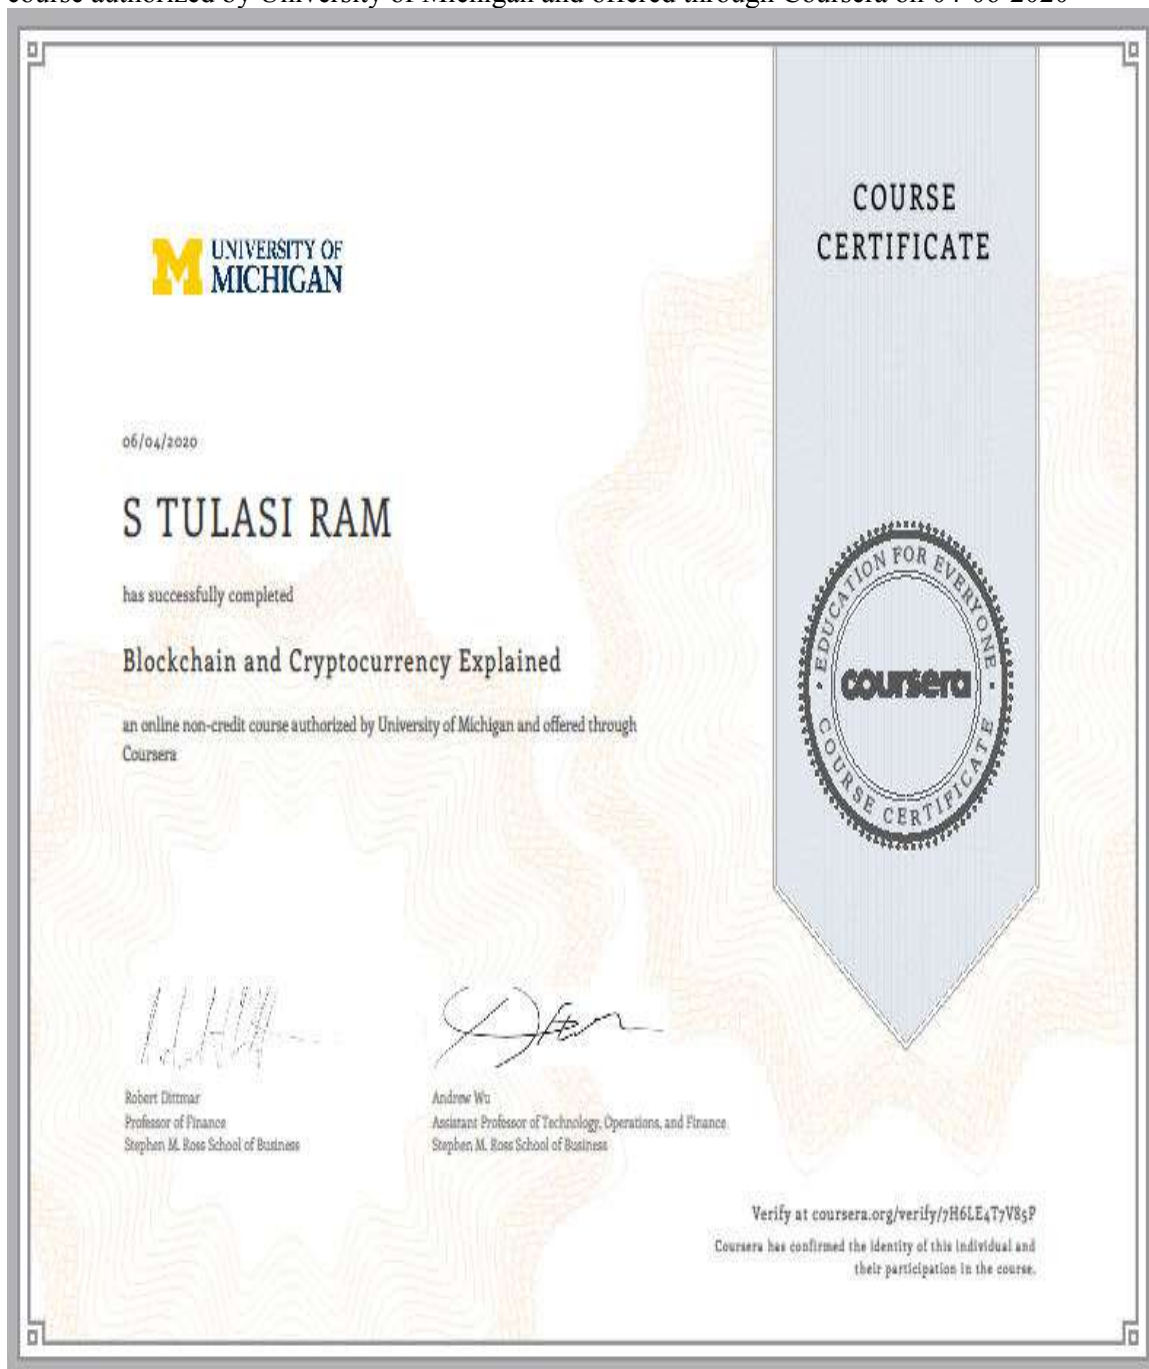 course authorized by University of Michigan and offered through Coursera on 04-06-2020
COURSE
CERTIFICATE
UNIVERSITY OF
MICHIGAN
06/04/2020
S TULASI RAM
has successfully completed
Blockchain and Cryptocurrency Explained
an online non-credit course authorized by University of Michigan and offered through
Coursera
EDUCATION FOR EVERYONE
coursera
COURSE CERTIFICATE
Robert Dittmar
Professor of Finance
Stephen M. Ross School of Business
Andrew Wu
Assistant Professor of Technology, Operations, and Finance
Stephen M. Ross School of Business
Verify at coursera.org/verify/7H6LE4T7V85P
Coursera has confirmed the identity of this individual and
their participation in the course.